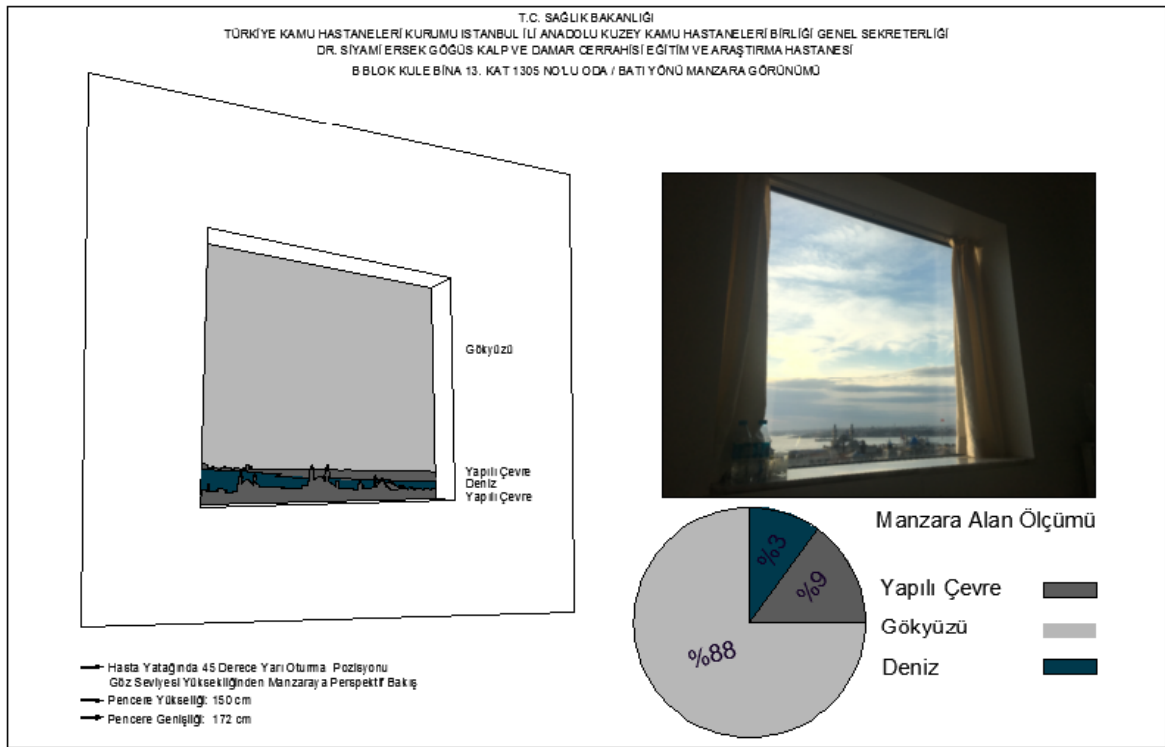 T.C. SAĞLIK BAKANLIĞI
TÜRKİYE KAMU HASTANELERİ KURUMU ISTANBUL İLİ ANADOLU KUZEY KAMU HASTANELERİ BİRLİĞİ GENEL SEKRETERLİĞİ
DR. SİYAMİ ERSEK GÖĞÜS KALP VE DAMAR CERRAHİSİ EĞİTİM VE ARAŞTIRMA HASTANESİ
B BLOK KULE BİNA 13. KAT 1305 NO'LU ODA / BATI YÖNÜ MANZARA GÖRÜNÜMÜ
Gökyüzü
Yapılı Çevre
Deniz
Yapılı Çevre
Manzara Alan Ölçümü
%3
%9
%88
Yapılı Çevre
Gökyüzü
Deniz
Hasta Yatağında 45 Derece Yarı Oturma Pozisyonu
Göz Seviyesi Yüksekliğinden Manzaraya Perspektif Bakış
Pencere Yükseliği: 150 cm
Pencere Genişliği: 172 cm